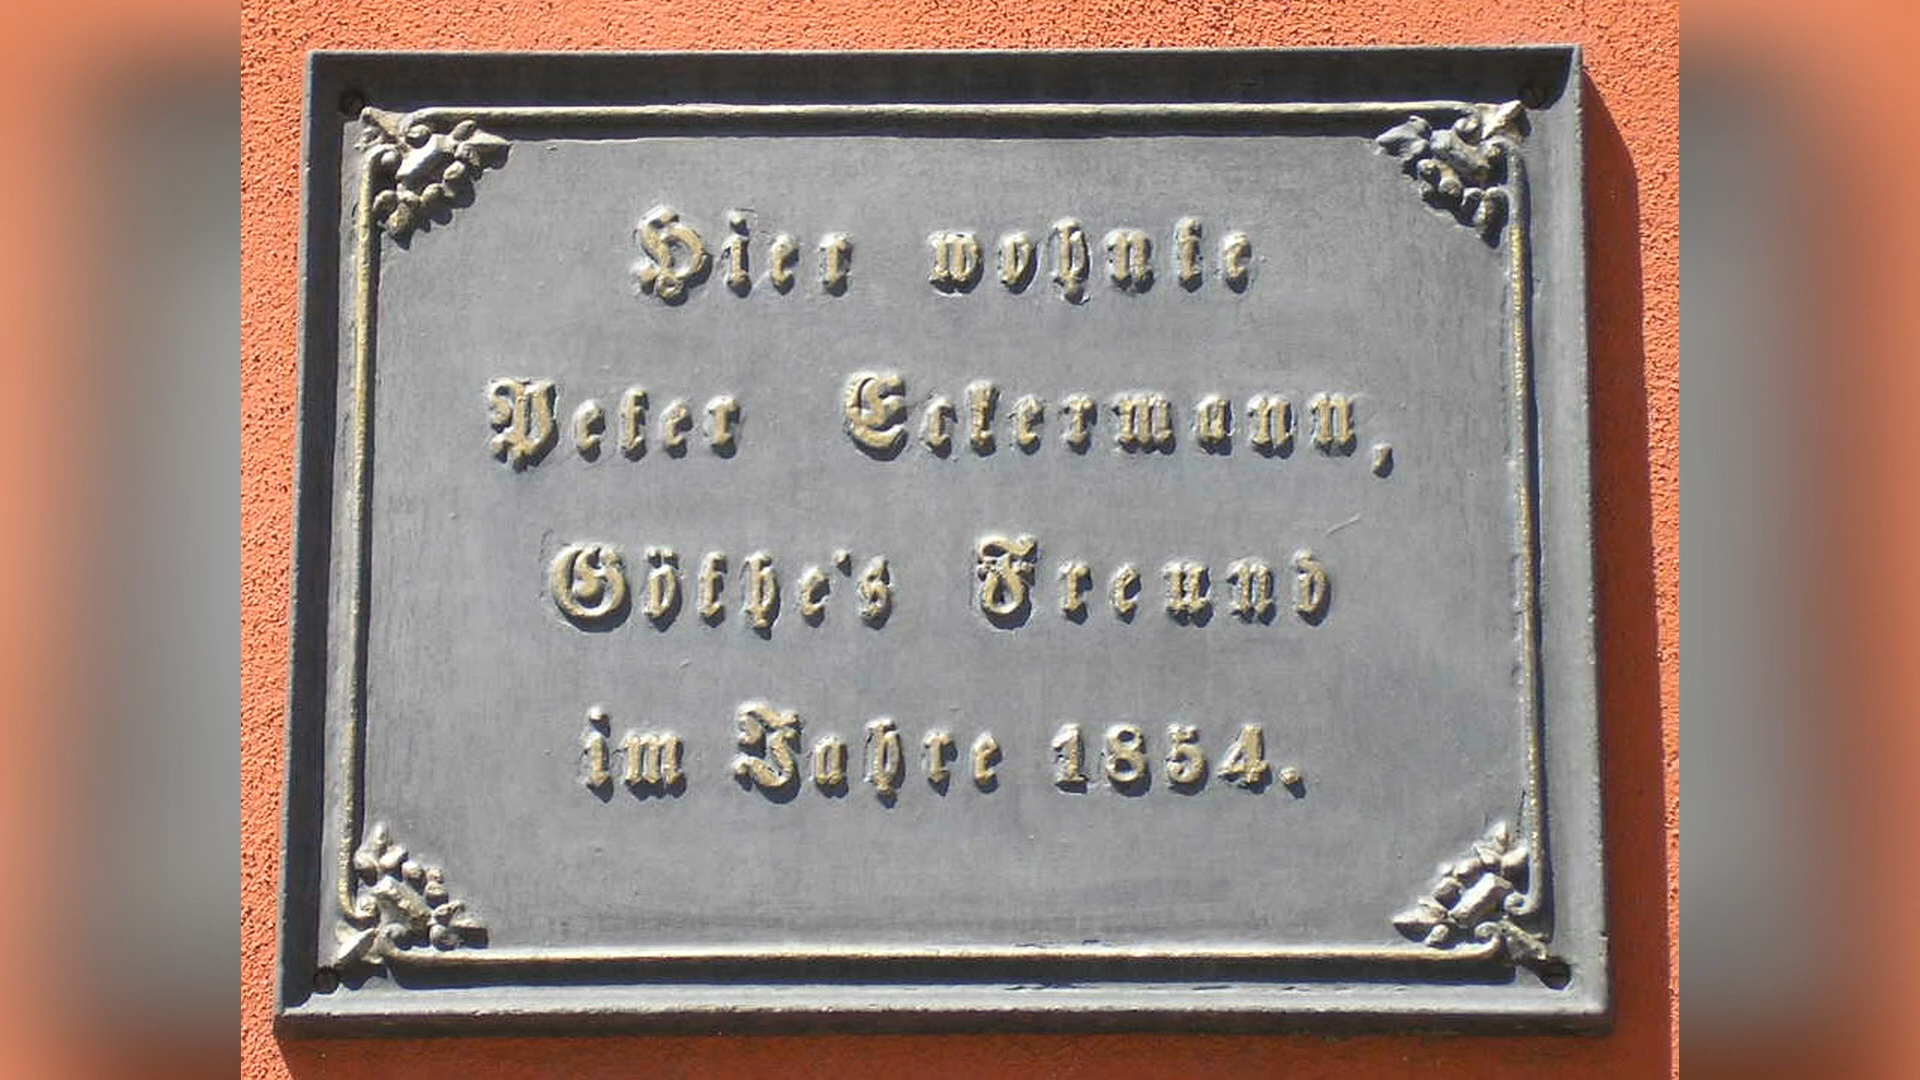 Hier wohnte
Peter Eckermann,
Göthe's Freund
im Jahre 1854.